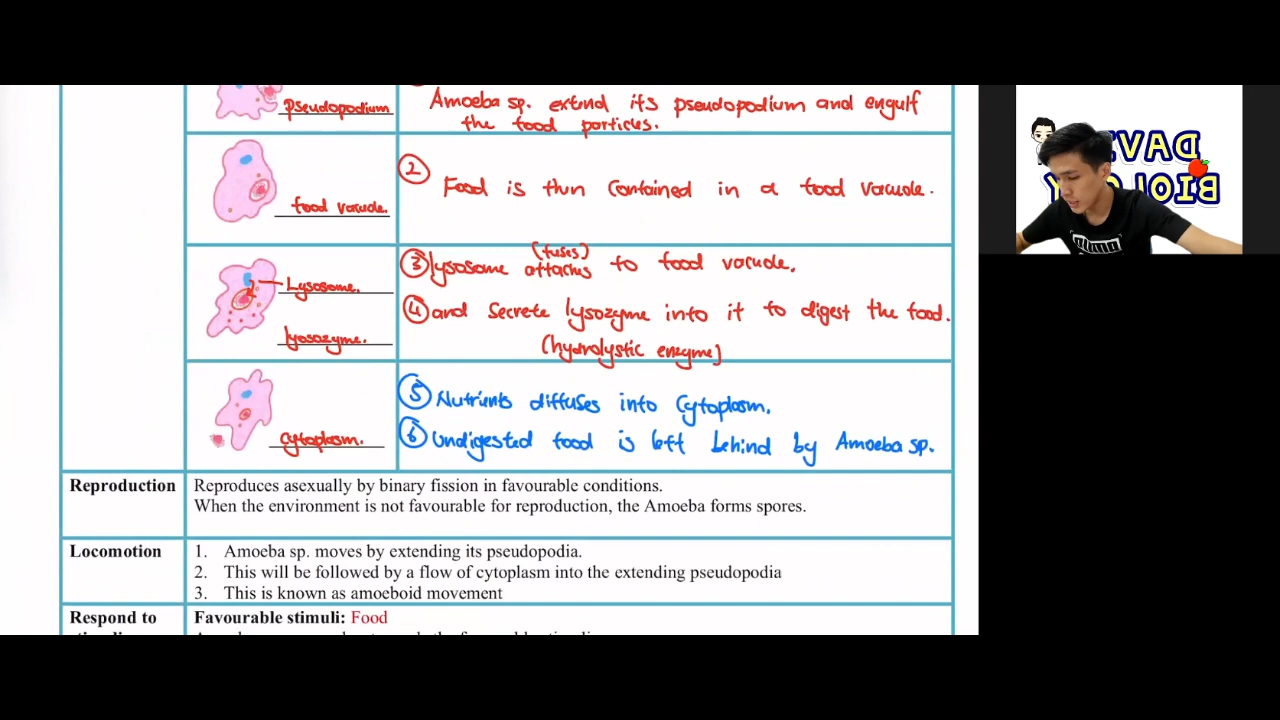 pseudopodium
Amoeba sp. extend its pseudopodium and engulf
the food particles.
food vacuole.
2
Food is then contained in a food vacuole.
Lysosome.
lysozyme.
(fuses)
3 lysosome attaches to food vacuole.
4 and secrete lysozyme into it to digest the food.
(hydrolystic enzyme)
cytoplasm.
5 Nutrients diffuses into cytoplasm.
6 Undigested food is left behind by Amoeba sp.
Reproduction
Reproduces asexually by binary fission in favourable conditions.
When the environment is not favourable for reproduction, the Amoeba forms spores.
Locomotion
1. Amoeba sp. moves by extending its pseudopodia.
2. This will be followed by a flow of cytoplasm into the extending pseudopodia
3. This is known as amoeboid movement
Respond to
Favourable stimuli: Food
BIOLOGY